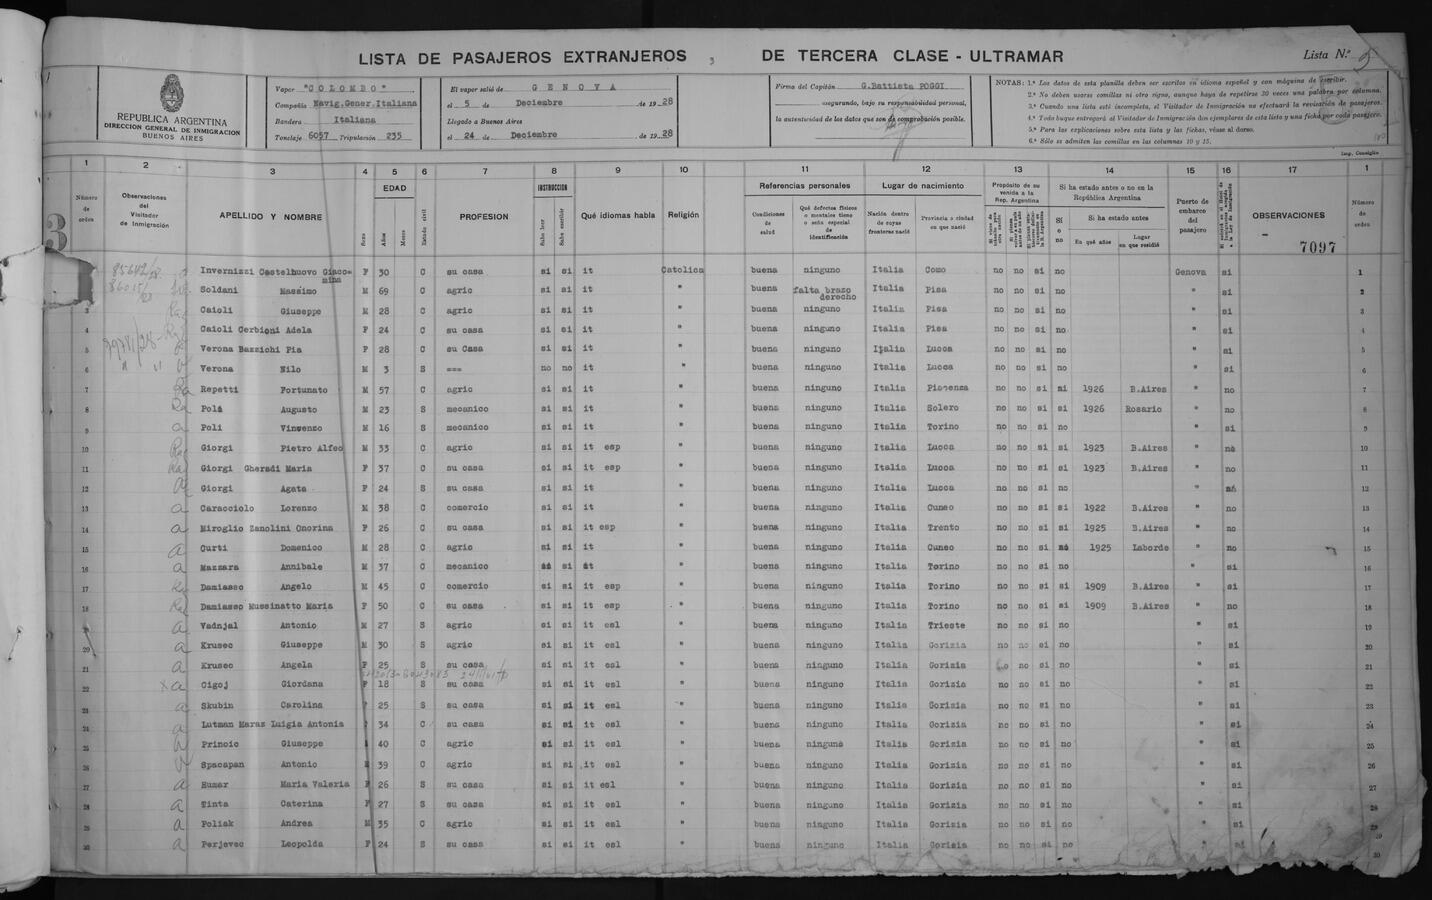 LISTA DE PASAJEROS EXTRANJEROS DE TERCERA CLASE - ULTRAMAR Lista N.º 5
REPUBLICA ARGENTINA
DIRECCION GENERAL DE INMIGRACION
BUENOS AIRES
Vapor "COLOMBO"
Compañía Navig.Gener.Italiana
Bandera Italiana
Tonelaje 6057 Tripulación 235
El vapor salió de GENOVA
el 5 de Deciembre de 1928
Llegado a Buenos Aires
el 24 de Deciembre de 1928
Firma del Capitán G.Battista POGGI
asegurando, bajo su responsabilidad personal,
la autenticidad de los datos que son de comprobación posible.
NOTAS: 1.ª Los datos de esta planilla deben ser escritos en idioma español y con máquina de escribir.
2.ª No deben usarse comillas ni otro signo, aunque haya de repetirse 30 veces una palabra por columna.
3.ª Cuando una lista esté incompleta, el Visitador de Inmigración no efectuará la revisación de pasajeros.
4.ª Todo buque entregará al Visitador de Inmigración dos ejemplares de esta lista y una ficha por cada pasajero.
5.ª Para las explicaciones sobre esta lista y las fichas, véase al dorso.
6.ª Sólo se admiten las comillas en las columnas 10 y 15.
1 2 3 4 5 6 7 8 9 10 11 12 13 14 15 16 17 1
Número de orden
Observaciones del Visitador de Inmigración
APELLIDO Y NOMBRE
Sexo
EDAD
Años
Meses
Estado civil
PROFESION
INSTRUCCION
Sabe leer
Sabe escribir
Qué idiomas habla
Religión
Referencias personales
Condiciones de salud
Qué defectos físicos o mentales tiene o seña especial de identificación
Lugar de nacimiento
Nación dentro de cuyas fronteras nació
Provincia o ciudad en que nació
Propósito de su venida a la Rep. Argentina
Si ha estado antes o no en la República Argentina
Sí o no
Si ha estado antes
En qué años
Lugar en que residió
Puerto de embarco del pasajero
OBSERVACIONES
7097
Número de orden
Invernizzi Castelnuovo Giacomina F 30 C su casa si si it Catolica buena ninguno Italia Como no no si no Genova si 1
Soldani Massimo M 69 C agric si si it " buena falta brazo derecho Italia Pisa no no si no " si 2
3 Caioli Giuseppe M 28 C agric si si it " buena ninguno Italia Pisa no no si no " si 3
4 Caioli Cerbioni Adela F 24 C su casa si si it " buena ninguno Italia Pisa no no si no " si 4
5 Verona Bazzichi Pia F 28 C su Casa si si it " buena ninguno Italia Lucca no no si no " si 5
6 Verona Nilo M 3 S === no no it " buena ninguno Italia Lucca no no si no " si 6
7 Repetti Fortunato M 57 C agric si si it " buena ninguno Italia Piacenza no no si si 1926 B.Aires " no 7
8 Polá Augusto M 23 S mecanico si si it " buena ninguno Italia Solero no no si si 1926 Rosario " no 8
9 Poli Vinvenzo M 16 S mecanico si si it " buena ninguno Italia Torino no no si no " si 9
10 Giorgi Pietro Alfeo M 33 C agric si si it esp " buena ninguno Italia Lucca no no si si 1923 B.Aires " no 10
11 Giorgi Gheradi Maria F 37 C su casa si si it esp " buena ninguno Italia Lucca no no si si 1923 B.Aires " no 11
12 Giorgi Agata F 24 S su casa si si it " buena ninguno Italia Lucca no no si no " 12
13 Caracciolo Lorenzo M 38 C comercio si si it " buena ninguno Italia Cuneo no no si si 1922 B.Aires " no 13
14 Miroglio Zanolini Onorina F 26 C su casa si si it esp " buena ninguno Italia Trento no no si si 1925 B.Aires " no 14
15 Curti Domenico M 28 C agric si si it " buena ninguno Italia Cuneo no no si 1925 Laborde " no 15
16 Mazzara Annibale M 37 C mecanico si si it " buena ninguno Italia Torino no no si no " si 16
17 Damiasso Angelo M 45 C comercio si si it esp " buena ninguno Italia Torino no no si si 1909 B.Aires " si 17
18 Damiasso Mussinatto Maria F 50 C su casa si si it esp " buena ninguno Italia Torino no no si si 1909 B.Aires " no 18
Vadnjal Antonio M 27 S agric si si it esl " buena ninguno Italia Trieste no no si no " si 19
20 Krusec Giuseppe M 30 S agric si si it esl " buena ninguno Italia Gorizia no no si no " si 20
21 Krusec Angela F 25 S su casa si si it esl " buena ninguno Italia Gorizia no no si no " si 21
22 Cigoj Giordana F 18 S su casa si si it esl " buena ninguno Italia Gorizia no no si no " si 22
23 Skubin Carolina F 25 S su casa si si it esl " buena ninguno Italia Gorizia no no si no " si 23
24 Lutman Maraz Luigia Antonia 34 C su casa si si it esl " buena ninguno Italia Gorizia no no si no " si 24
25 Princic Giuseppe 40 C agric si si it esl " buena ninguno Italia Gorizia no no si no " si 25
26 Spacapan Antonio M 39 C agric si si it esl " buena ninguno Italia Gorizia no no si no " si 26
27 Humar Maria Valeria F 26 S su casa si si it esl " buena ninguno Italia Gorizia no no si no " si 27
28 Tinta Caterina F 27 S su casa si si it esl " buena ninguno Italia Gorizia no no si no " si 28
29 Poliak Andrea M 35 C agric si si it esl " buena ninguno Italia Gorizia no no si no " si 29
30 Perjevec Leopolda F 24 S su casa si si it esl " buena ninguno Italia Gorizia no no si no " si 30